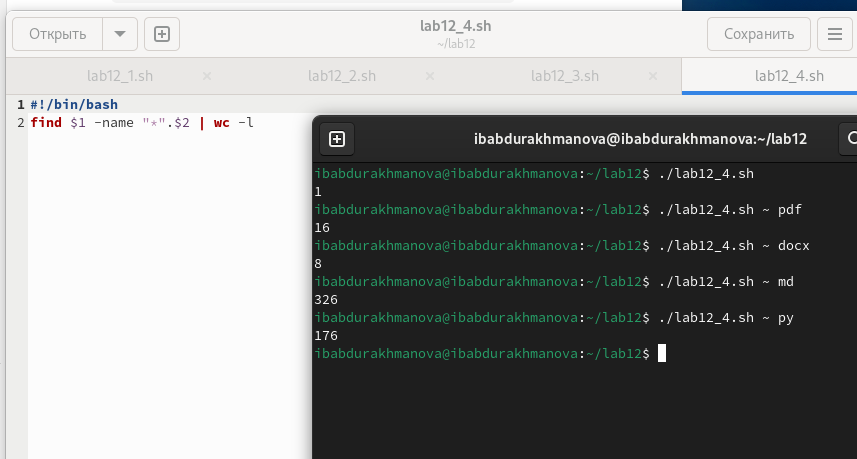 Открыть
lab12_4.sh
~/lab12
Сохранить
lab12_1.sh
lab12_2.sh
lab12_3.sh
lab12_4.sh
1 #!/bin/bash
2 find $1 -name "*".$2 | wc -l
ibabdurakhmanova@ibabdurakhmanova:~/lab12
ibabdurakhmanova@ibabdurakhmanova:~/lab12$ ./lab12_4.sh
1
ibabdurakhmanova@ibabdurakhmanova:~/lab12$ ./lab12_4.sh ~ pdf
16
ibabdurakhmanova@ibabdurakhmanova:~/lab12$ ./lab12_4.sh ~ docx
8
ibabdurakhmanova@ibabdurakhmanova:~/lab12$ ./lab12_4.sh ~ md
326
ibabdurakhmanova@ibabdurakhmanova:~/lab12$ ./lab12_4.sh ~ py
176
ibabdurakhmanova@ibabdurakhmanova:~/lab12$